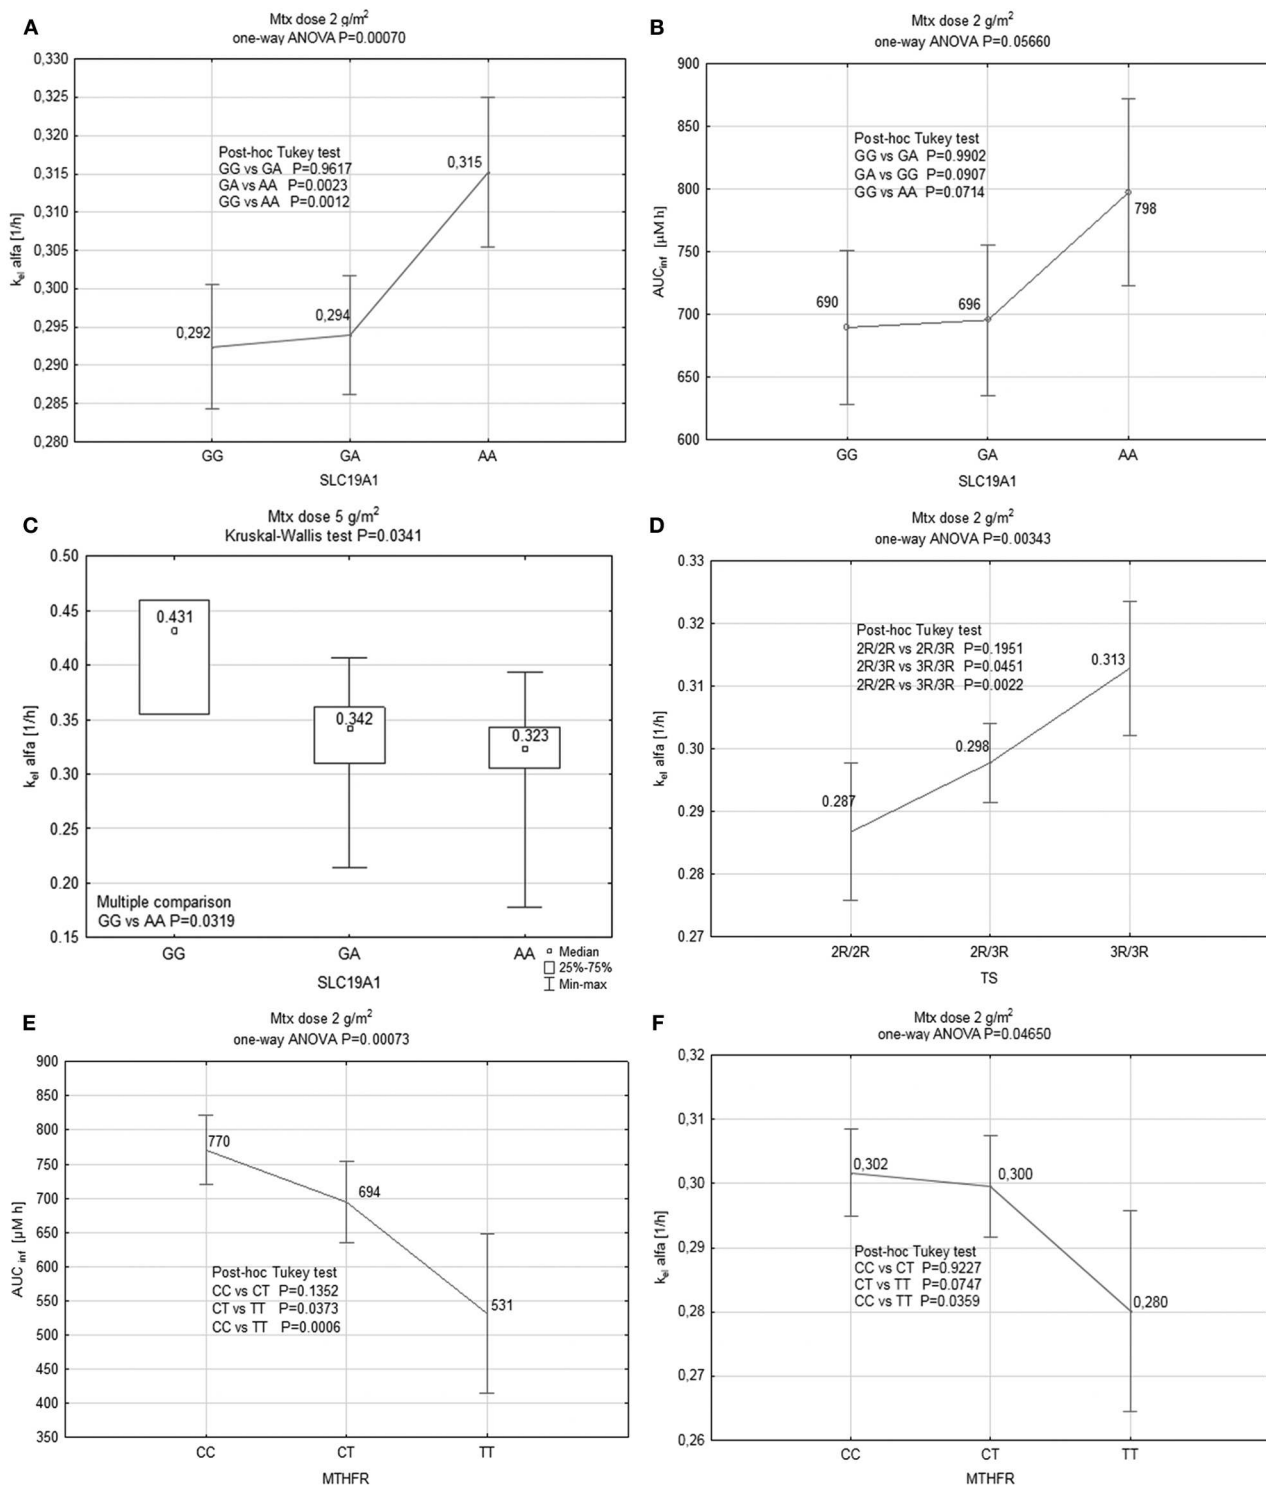 A
Mtx dose 2 g/m²
one-way ANOVA P=0.00070
0,330
0,325
0,320
0,315
0,310
0,305
0,300
0,295
0,290
0,285
0,280
kel alfa [1/h]
Post-hoc Tukey test
GG vs GA P=0.9617
GA vs AA P=0.0023
GG vs AA P=0.0012
0,292
0,294
0,315
GG GA AA
SLC19A1
B
Mtx dose 2 g/m²
one-way ANOVA P=0.05660
900
850
800
750
700
650
600
AUCinf [µM h]
Post-hoc Tukey test
GG vs GA P=0.9902
GA vs GG P=0.0907
GG vs AA P=0.0714
690
696
798
GG GA AA
SLC19A1
C
Mtx dose 5 g/m²
Kruskal-Wallis test P=0.0341
0.50
0.45
0.40
0.35
0.30
0.25
0.20
0.15
kel alfa [1/h]
0.431
0.342
0.323
Multiple comparison
GG vs AA P=0.0319
GG GA AA
SLC19A1
Median
25%-75%
Min-max
D
Mtx dose 2 g/m²
one-way ANOVA P=0.00343
0.33
0.32
0.31
0.30
0.29
0.28
0.27
kel alfa [1/h]
Post-hoc Tukey test
2R/2R vs 2R/3R P=0.1951
2R/3R vs 3R/3R P=0.0451
2R/2R vs 3R/3R P=0.0022
0.287
0.298
0.313
2R/2R 2R/3R 3R/3R
TS
E
Mtx dose 2 g/m²
one-way ANOVA P=0.00073
900
850
800
750
700
650
600
550
500
450
400
350
AUC inf [µM h]
770
694
531
Post-hoc Tukey test
CC vs CT P=0.1352
CT vs TT P=0.0373
CC vs TT P=0.0006
CC CT TT
MTHFR
F
Mtx dose 2 g/m²
one-way ANOVA P=0.04650
0,32
0,31
0,30
0,29
0,28
0,27
0,26
kel alfa [1/h]
0,302
0,300
0,280
Post-hoc Tukey test
CC vs CT P=0.9227
CT vs TT P=0.0747
CC vs TT P=0.0359
CC CT TT
MTHFR